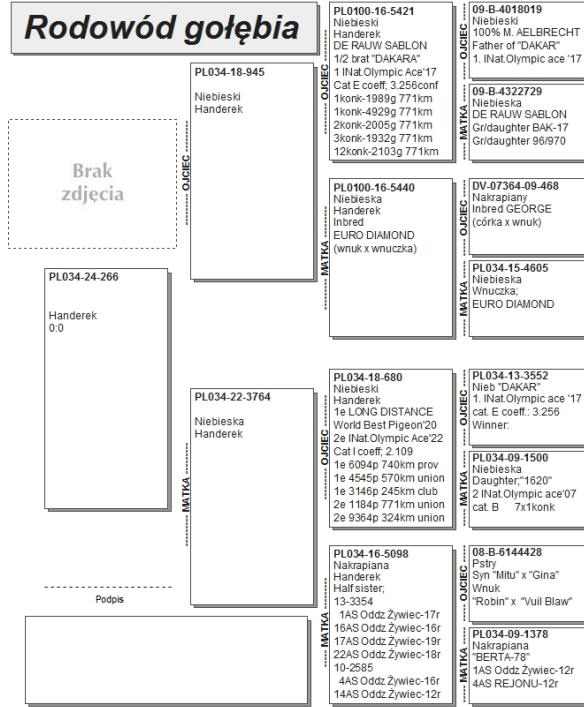 Rodowód gołębia
Brak
zdjęcia
PL034-24-266
Handerek
0:0
Podpis
OJCIEC
PL034-18-945
Niebieski
Handerek
MATKA
PL034-22-3764
Niebieska
Handerek
OJCIEC
PL0100-16-5421
Niebieski
Handerek
DE RAUW SABLON
1/2 brat "DAKARA"
1 INat.Olympic Ace'17
Cat E coeff; 3.256conf
1konk-1989g 771km
1konk-4929g 771km
2konk-2005g 771km
3konk-1932g 771km
12konk-2103g 771km
MATKA
PL0100-16-5440
Niebieska
Handerek
Inbred
EURO DIAMOND
(wnuk x wnuczka)
OJCIEC
PL034-18-680
Niebieski
Handerek
1e LONG DISTANCE
World Best Pigeon'20
2e INat.Olympic Ace'22
Cat I coeff; 2.109
1e 6094p 740km prov
1e 4545p 570km union
1e 3146p 245km club
2e 1184p 771km union
2e 9364p 324km union
MATKA
PL034-16-5098
Nakrapiana
Handerek
Half sister;
13-3354
1AS Oddz Żywiec-17r
16AS Oddz Żywiec-16r
17AS Oddz Żywiec-19r
22AS Oddz Żywiec-18r
10-2585
4AS Oddz Żywiec-16r
14AS Oddz Żywiec-12r
OJCIEC
09-B-4018019
Niebieski
100% M. AELBRECHT
Father of "DAKAR"
1. INat.Olympic ace '17
MATKA
09-B-4322729
Niebieska
DE RAUW SABLON
Gr/daughter BAK-17
Gr/daughter 96/970
OJCIEC
DV-07364-09-468
Nakrapiany
Inbred GEORGE
(córka x wnuk)
MATKA
PL034-15-4605
Niebieska
Wnuczka;
EURO DIAMOND
OJCIEC
PL034-13-3552
Nieb "DAKAR"
1. INat.Olympic ace '17
cat. E coeff.: 3.256
Winner:
MATKA
PL034-09-1500
Niebieska
Daughter;"1620"
2 INat.Olympic ace'07
cat. B 7x1konk
OJCIEC
08-B-6144428
Pstry
Syn "Mitu" x "Gina"
Wnuk
"Robin" x "Vuil Blaw"
MATKA
PL034-09-1378
Nakrapiana
"BERTA-78"
1AS Oddz Żywiec-12r
4AS REJONU-12r